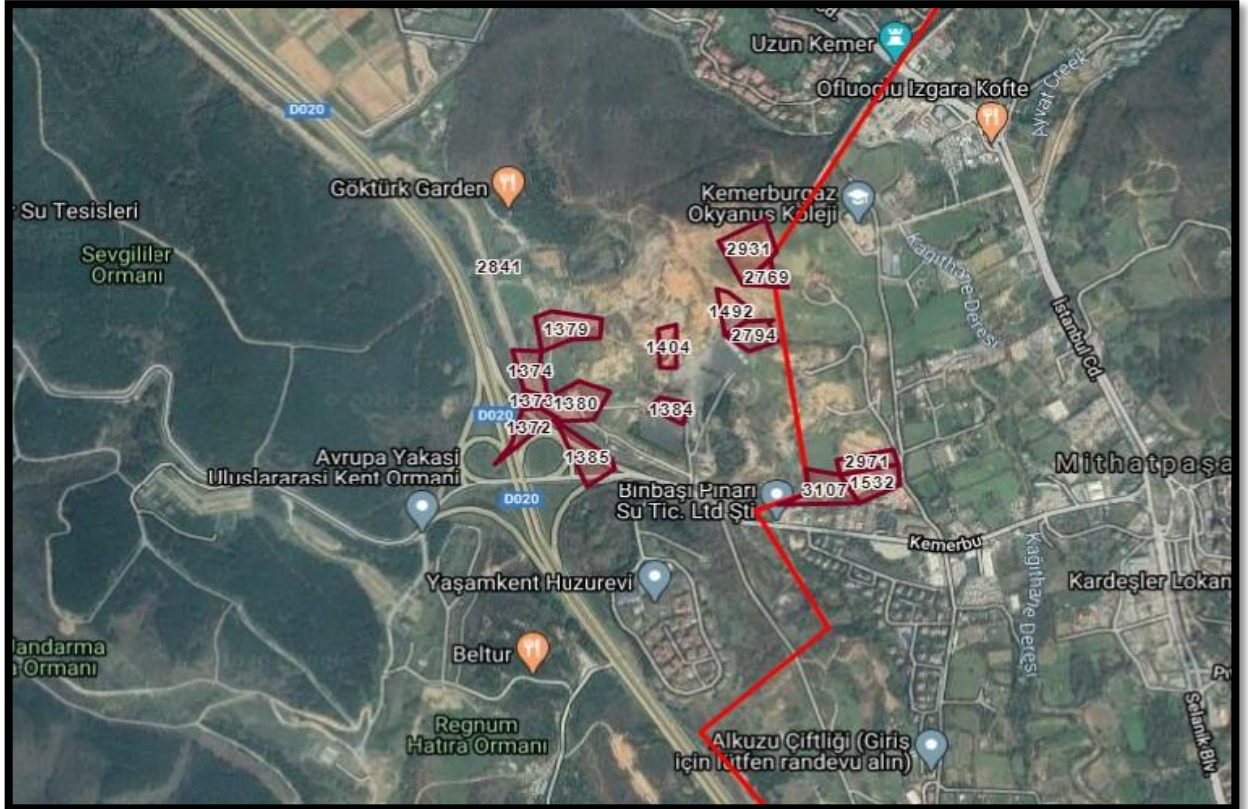 Cd.
Uzun Kemer
Ofluoglu Izgara Kofte
Ayvat Creek
D020
Göktürk Garden
Kemerburgaz
Okyanus Koleji
Su Tesisleri
Sevgililer
Ormanı
Kağıthane Deresi
2931
2841
2769
1492
1379
2794
1404
İstanbul Cd.
1374
1373
1380
1384
D020
1372
Avrupa Yakası
Uluslararasi Kent Ormanı
1385
2971
Mithatpaşa
1532
3107
Binbaşı Pınarı
Su Tic. Ltd Şti
D020
Kemerbu
Kağıthane Deresi
Yaşamkent Huzurevi
Kardeşler Lokan
Jandarma
a Ormanı
Beltur
Selanik Blv.
Regnum
Hatıra Ormanı
Alkuzu Çiftliği (Giriş
için lütfen randevu alın)